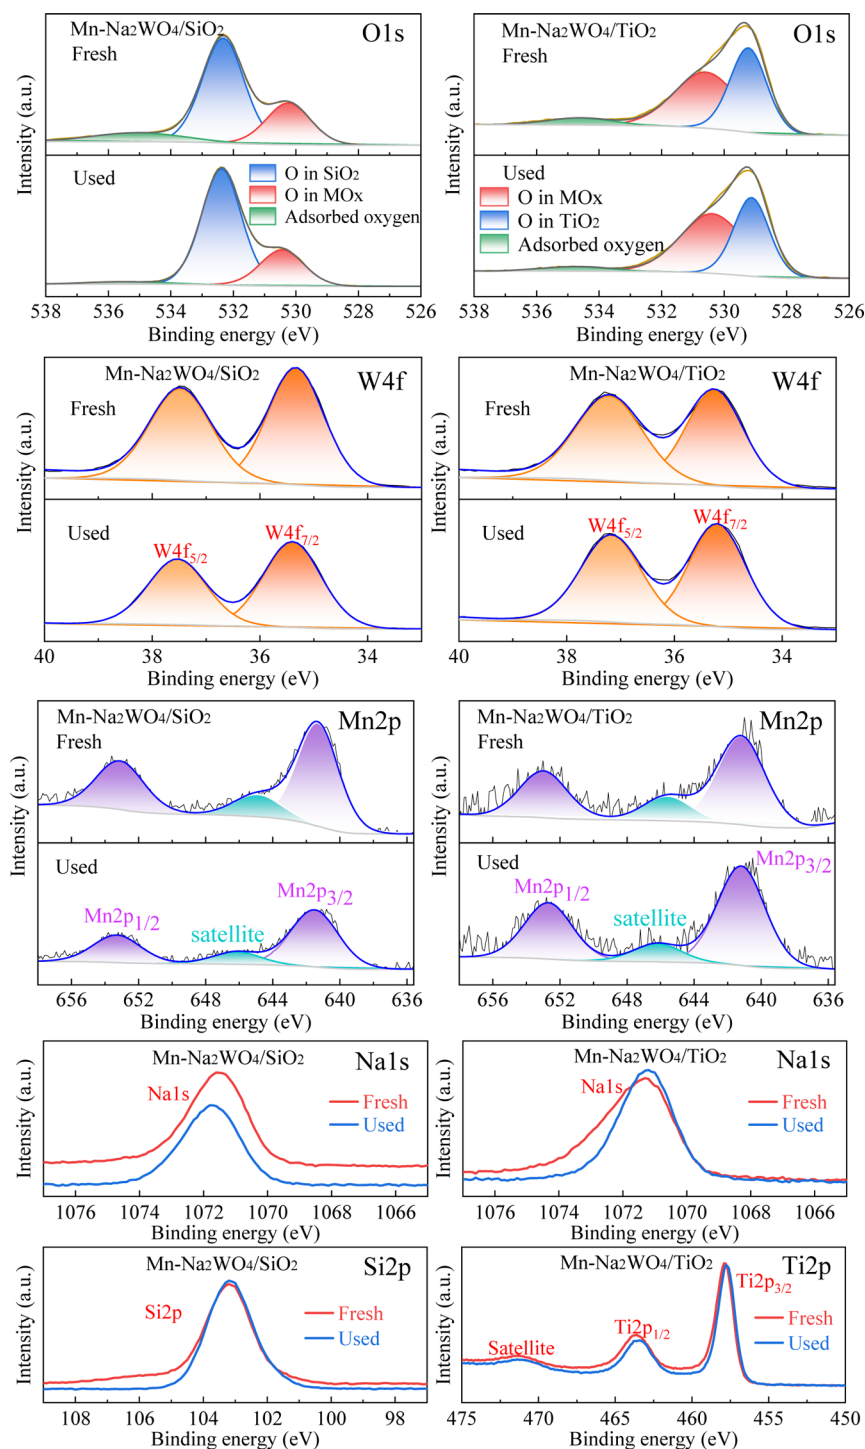 Mn-Na₂WO₄/SiO₂
O1s
Fresh
Used
O in SiO₂
O in MOx
Adsorbed oxygen
Intensity (a.u.)
538 536 534 532 530 528 526
Binding energy (eV)
Mn-Na₂WO₄/TiO₂
O1s
Fresh
Used
O in MOx
O in TiO₂
Adsorbed oxygen
Intensity (a.u.)
538 536 534 532 530 528 526
Binding energy (eV)
Mn-Na₂WO₄/SiO₂
W4f
Fresh
Used
W4f₅/₂
W4f₇/₂
Intensity (a.u.)
40 38 36 34
Binding energy (eV)
Mn-Na₂WO₄/TiO₂
W4f
Fresh
Used
W4f₅/₂
W4f₇/₂
Intensity (a.u.)
40 38 36 34
Binding energy (eV)
Mn-Na₂WO₄/SiO₂
Mn2p
Fresh
Used
Mn2p₁/₂
satellite
Mn2p₃/₂
Intensity (a.u.)
656 652 648 644 640 636
Binding energy (eV)
Mn-Na₂WO₄/TiO₂
Mn2p
Fresh
Used
Mn2p₁/₂
satellite
Mn2p₃/₂
Intensity (a.u.)
656 652 648 644 640 636
Binding energy (eV)
Mn-Na₂WO₄/SiO₂
Na1s
Na1s
Fresh
Used
Intensity (a.u.)
1076 1074 1072 1070 1068 1066
Binding energy (eV)
Mn-Na₂WO₄/TiO₂
Na1s
Na1s
Fresh
Used
Intensity (a.u.)
1076 1074 1072 1070 1068 1066
Binding energy (eV)
Mn-Na₂WO₄/SiO₂
Si2p
Si2p
Fresh
Used
Intensity (a.u.)
108 106 104 102 100 98
Binding energy (eV)
Mn-Na₂WO₄/TiO₂
Ti2p
Ti2p₃/₂
Fresh
Used
Ti2p₁/₂
Satellite
Intensity (a.u.)
475 470 465 460 455 450
Binding energy (eV)